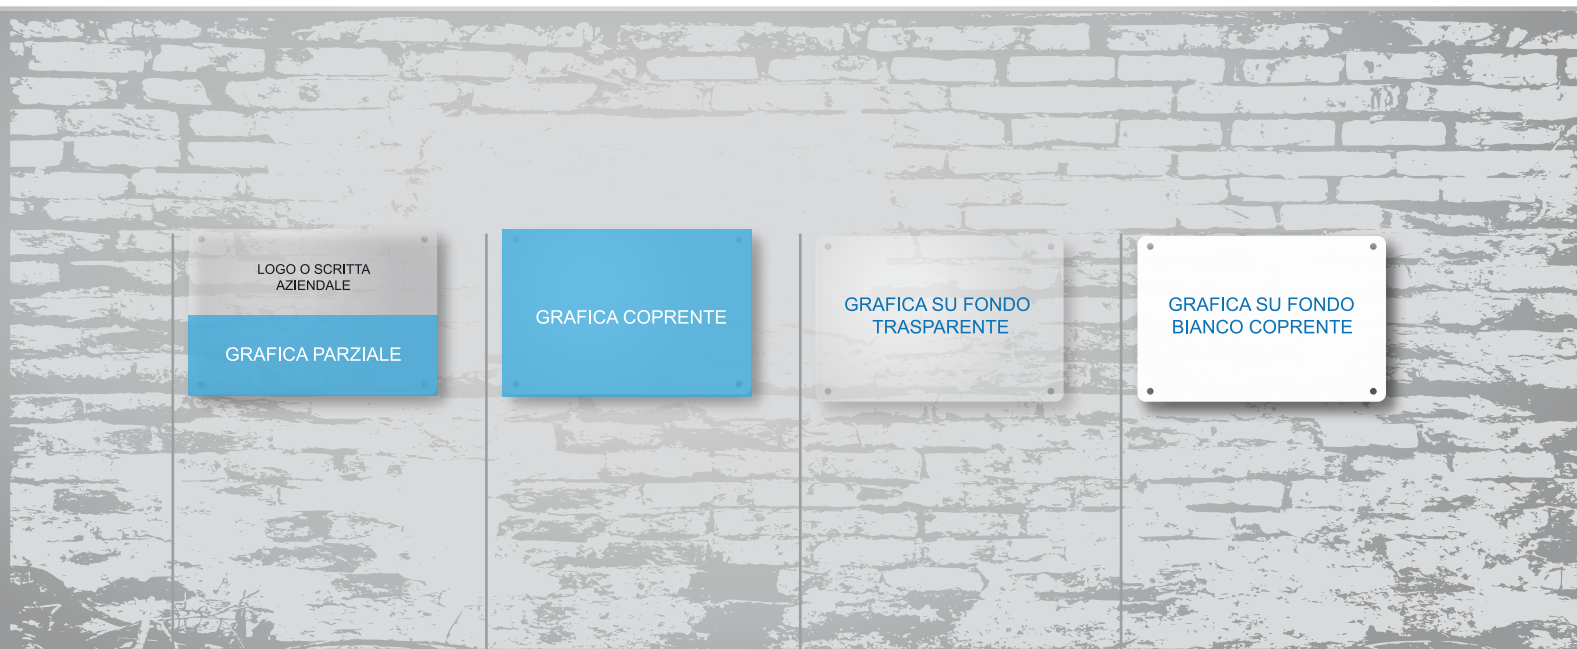 LOGO O SCRITTA
AZIENDALE
GRAFICA PARZIALE
GRAFICA COPRENTE
GRAFICA SU FONDO
TRASPARENTE
GRAFICA SU FONDO
BIANCO COPRENTE